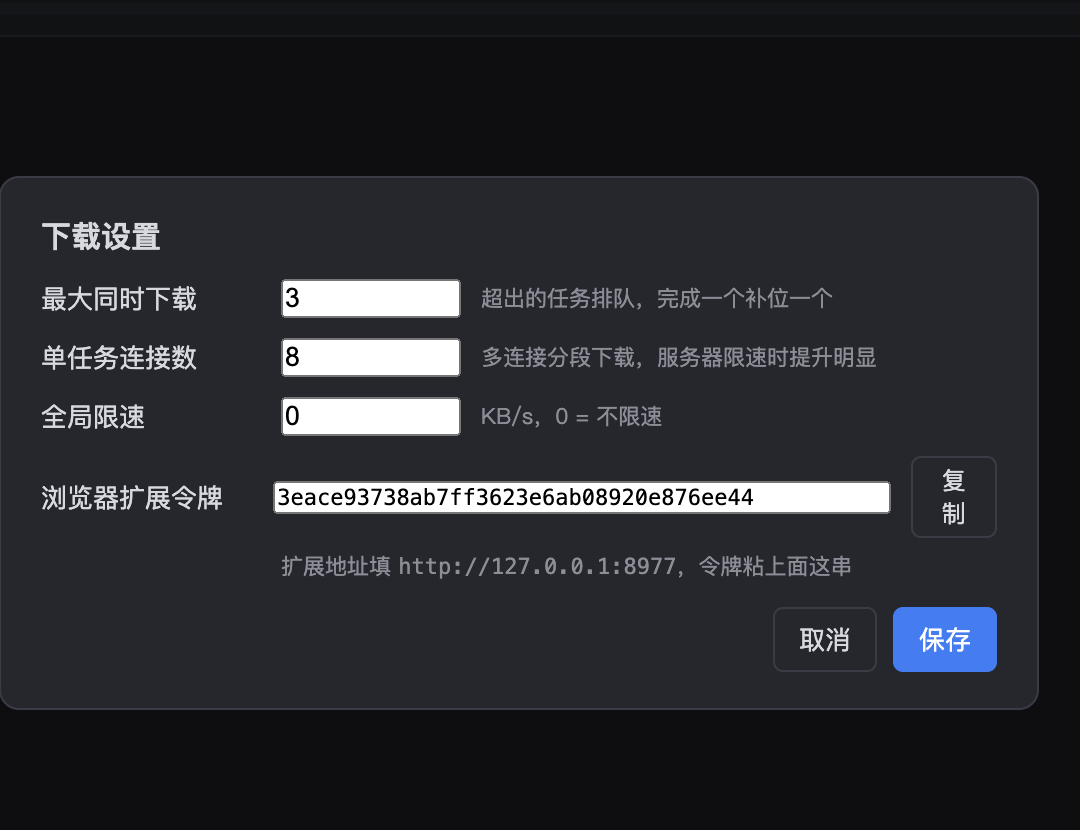 下载设置
最大同时下载 3 超出的任务排队，完成一个补位一个
单任务连接数 8 多连接分段下载，服务器限速时提升明显
全局限速 0 KB/s，0 = 不限速
浏览器扩展令牌 3eace93738ab7ff3623e6ab08920e876ee44 复制
扩展地址填 http://127.0.0.1:8977，令牌粘上面这串
取消 保存